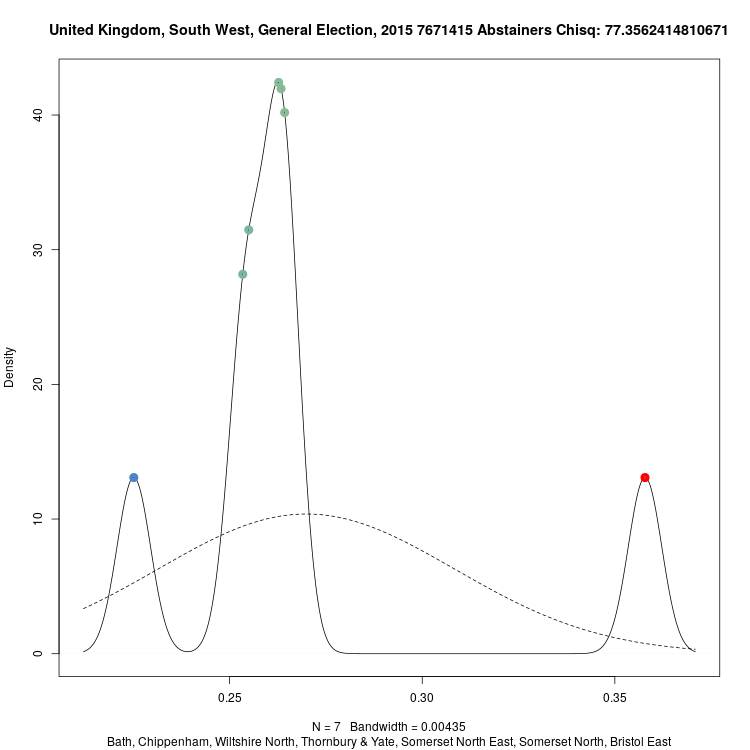 United Kingdom, South West, General Election, 2015 7671415 Abstainers Chisq: 77.3562414810671
Density
40
30
20
10
0
0.25 0.30 0.35
N = 7 Bandwidth = 0.00435
Bath, Chippenham, Wiltshire North, Thornbury & Yate, Somerset North East, Somerset North, Bristol East